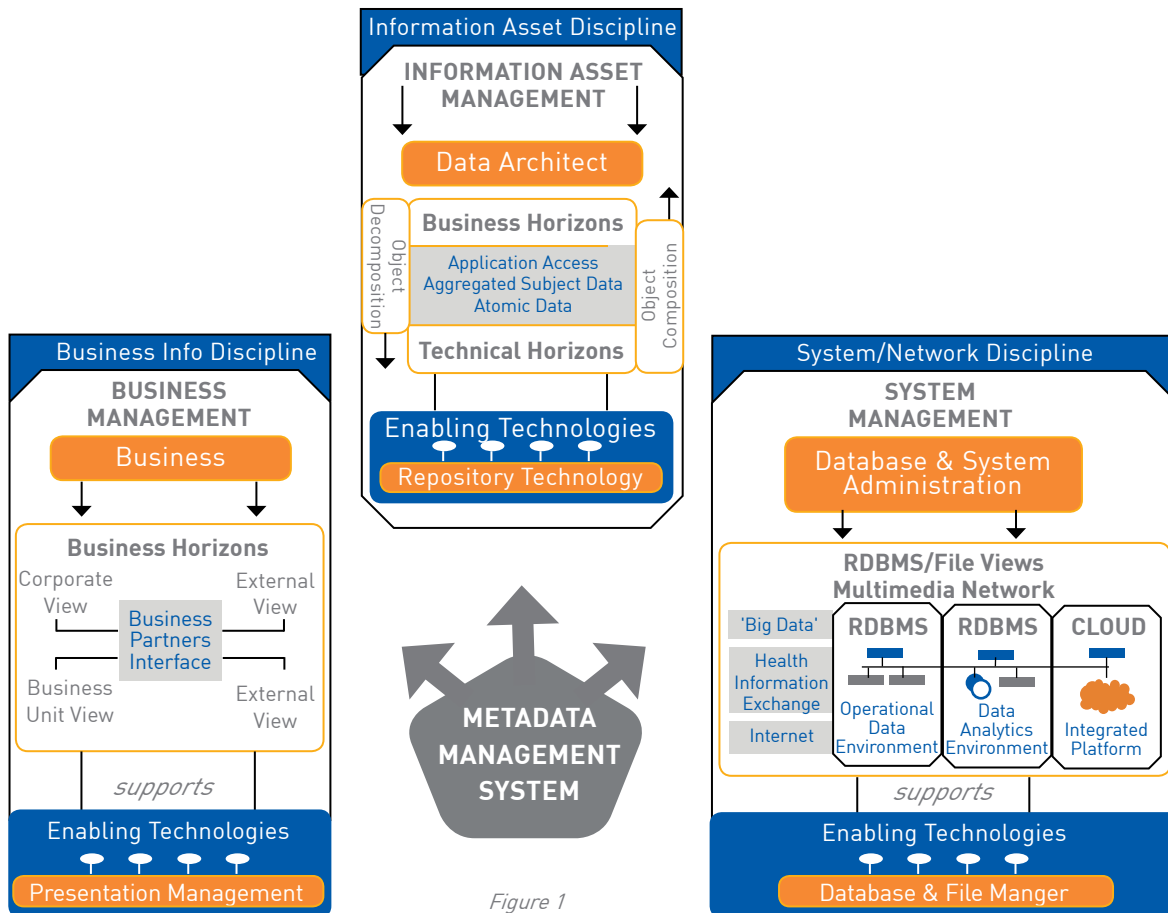 Information Asset Discipline
INFORMATION ASSET
MANAGEMENT
Data Architect
Object
Decomposition
Business Horizons
Application Access
Aggregated Subject Data
Atomic Data
Technical Horizons
Object
Composition
Enabling Technologies
Repository Technology
Business Info Discipline
BUSINESS
MANAGEMENT
Business
Business Horizons
Corporate
View
External
View
Business
Partners
Interface
Business
Unit View
External
View
supports
Enabling Technologies
Presentation Management
METADATA
MANAGEMENT
SYSTEM
Figure 1
System/Network Discipline
SYSTEM
MANAGEMENT
Database & System
Administration
RDBMS/File Views
Multimedia Network
'Big Data'
Health
Information
Exchange
Internet
RDBMS
Operational
Data
Environment
RDBMS
Data
Analytics
Environment
CLOUD
Integrated
Platform
supports
Enabling Technologies
Database & File Manger